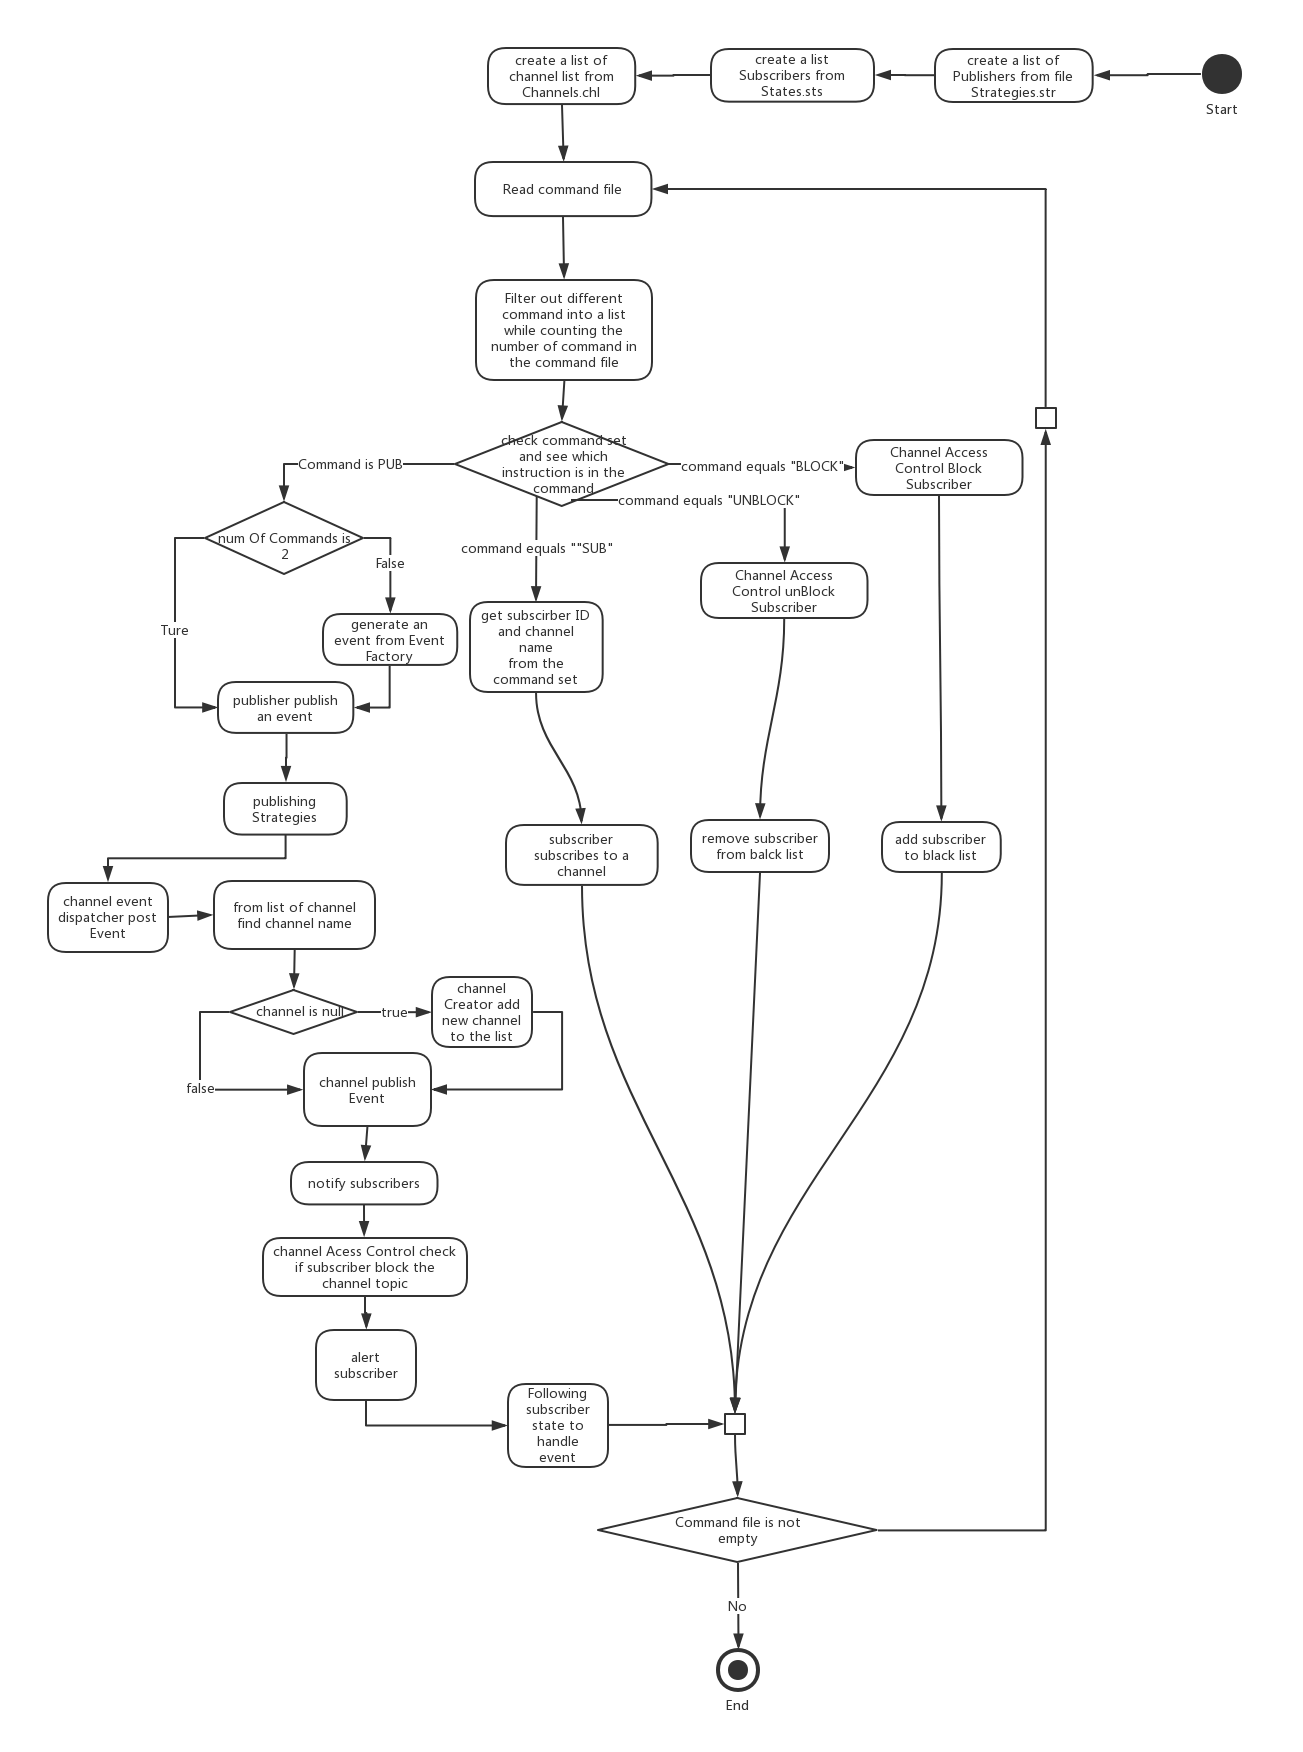 create a list of
channel list from
Channels.chl
create a list
Subscribers from
States.sts
create a list of
Publishers from file
Strategies.str
Start
Read command file
Filter out different
command into a list
while counting the
number of command in
the command file
check command set
and see which
instruction is in the
command
Command is PUB
command equals "BLOCK"
Channel Access
Control Block
Subscriber
command equals "UNBLOCK"
num Of Commands is
2
command equals ""SUB"
False
Channel Access
Control unBlock
Subscriber
Ture
generate an
event from Event
Factory
get subscirber ID
and channel
name
from the
command set
publisher publish
an event
publishing
Strategies
subscriber
subscribes to a
channel
remove subscriber
from balck list
add subscriber
to black list
channel event
dispatcher post
Event
from list of channel
find channel name
channel is null
true
channel
Creator add
new channel
to the list
false
channel publish
Event
notify subscribers
channel Acess Control check
if subscriber block the
channel topic
alert
subscriber
Following
subscriber
state to
handle
event
Command file is not
empty
No
End